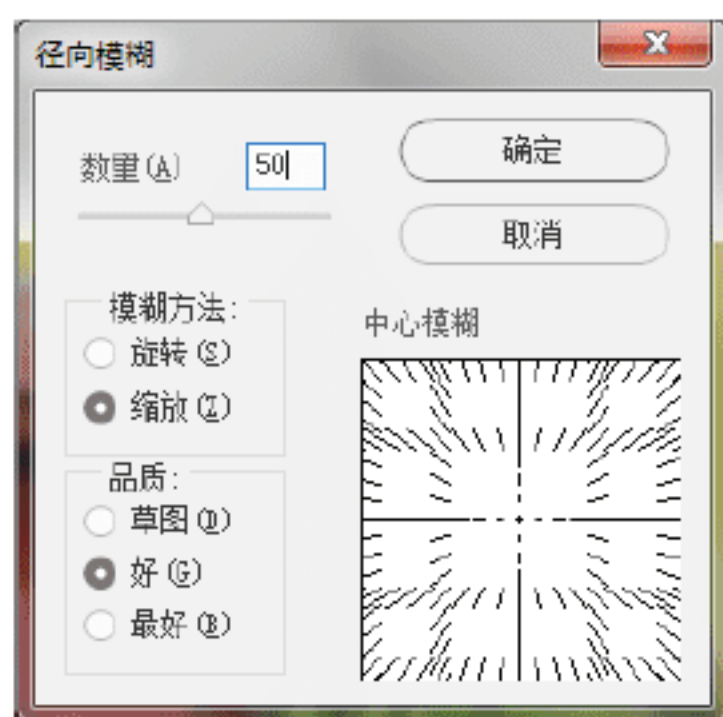 径向模糊
数里(A)
50
确定
取消
模糊方法:
旋转(S)
缩放(Z)
中心模糊
品质:
草图(D)
好(G)
最好(B)